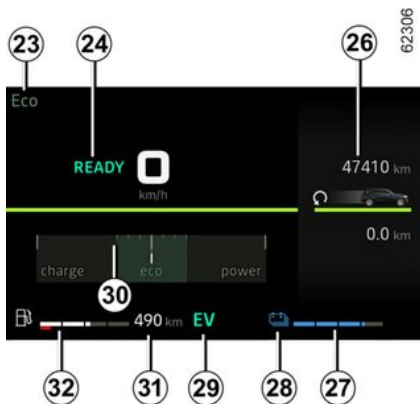 62306
23 24 26
Eco
READY 0
km/h
47410 km
0.0 km
charge eco power
30
490 km EV
32 31 29 28 27